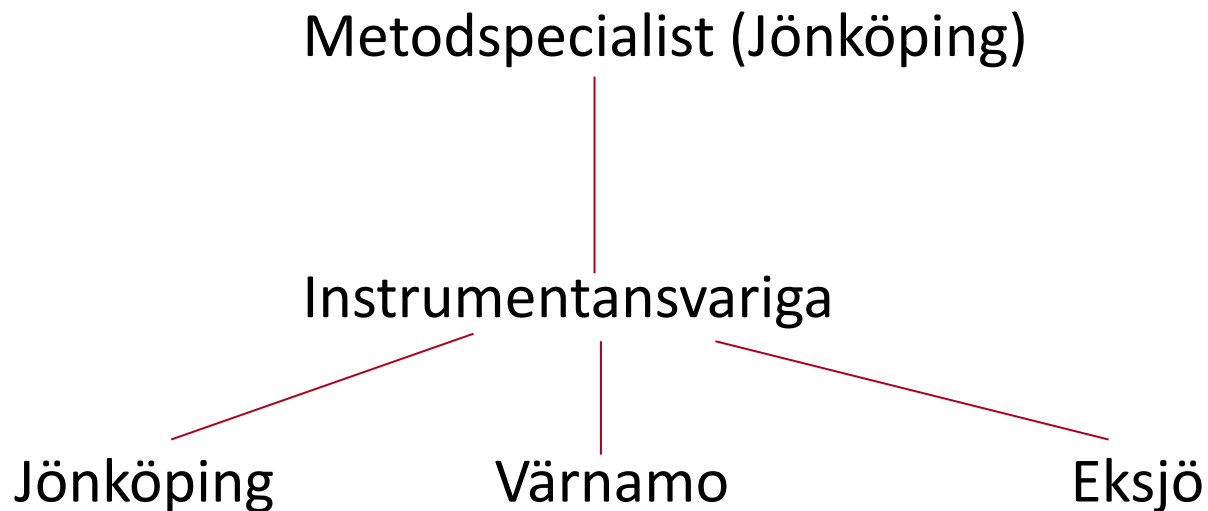 Metodspecialist (Jönköping)
Instrumentansvariga
Jönköping Värnamo Eksjö